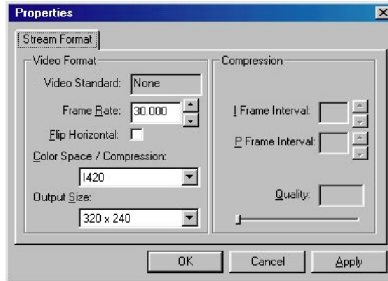 Properties
Stream Format
Video Format
Video Standard: None
Frame Rate: 30.000
Flip Horizontal:
Color Space / Compression:
I420
Output Size:
320 x 240
Compression
I Frame Interval:
P Frame Interval:
Quality:
OK Cancel Apply